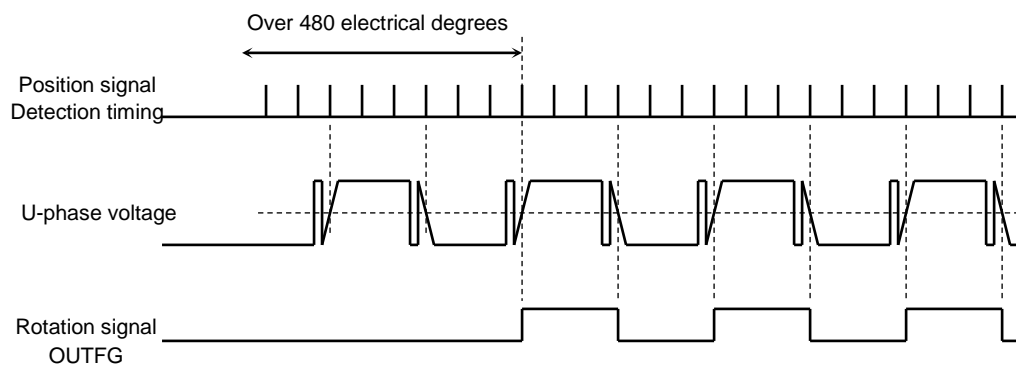 Over 480 electrical degrees
Position signal
Detection timing
U-phase voltage
Rotation signal
OUTFG